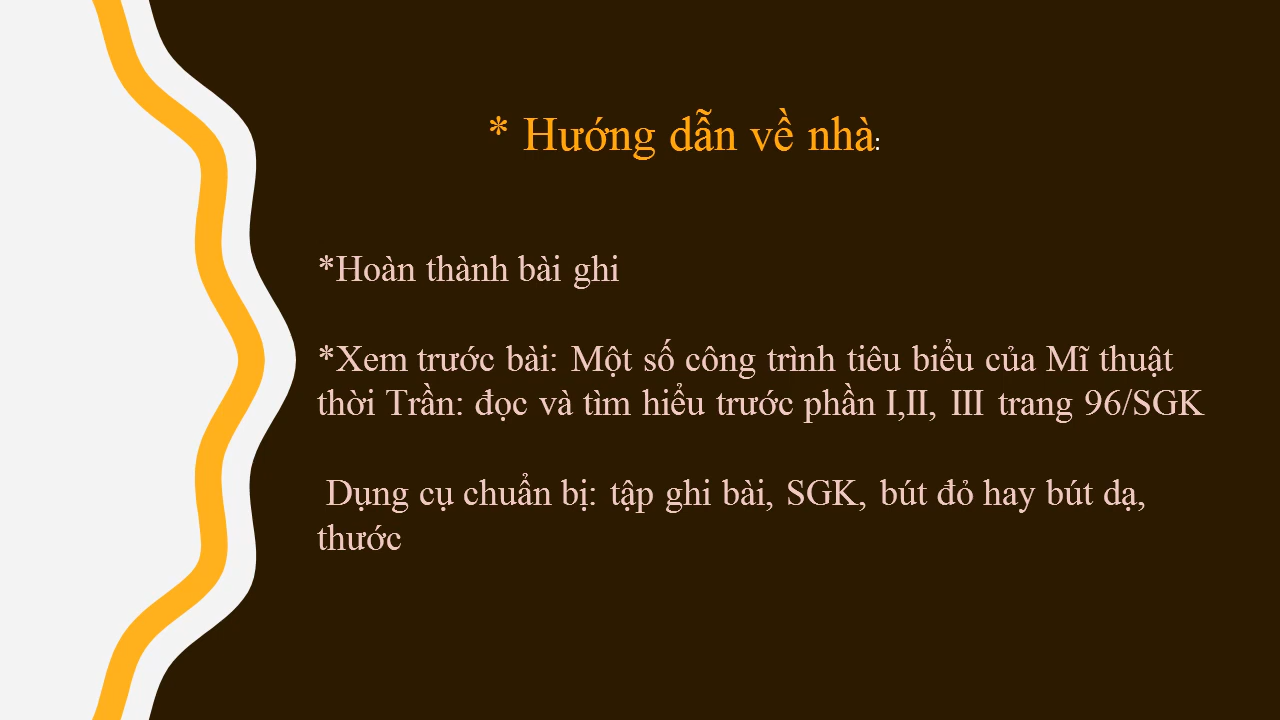 * Hướng dẫn về nhà:
*Hoàn thành bài ghi
*Xem trước bài: Một số công trình tiêu biểu của Mĩ thuật
thời Trần: đọc và tìm hiểu trước phần I,II, III trang 96/SGK
Dụng cụ chuẩn bị: tập ghi bài, SGK, bút đỏ hay bút dạ,
thước